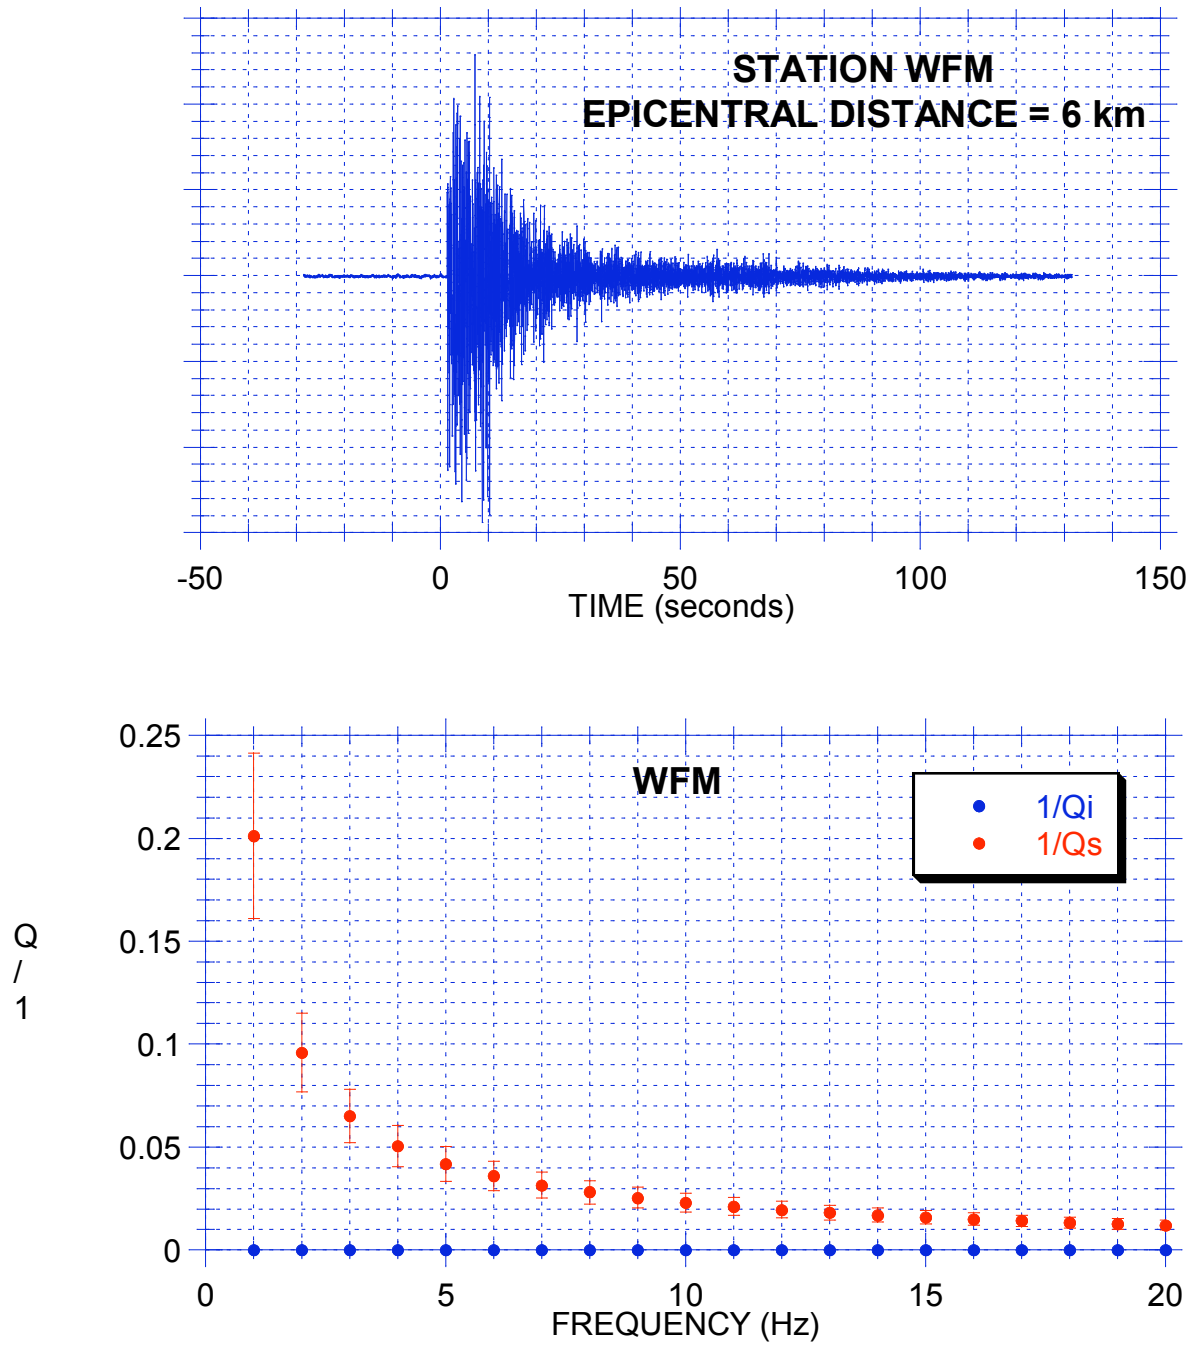 STATION WFM
EPICENTRAL DISTANCE = 6 km
-50 0 50 100 150
TIME (seconds)
0.25
0.2
0.15
0.1
0.05
0
Q
/
1
WFM
1/Qi
1/Qs
0 5 10 15 20
FREQUENCY (Hz)